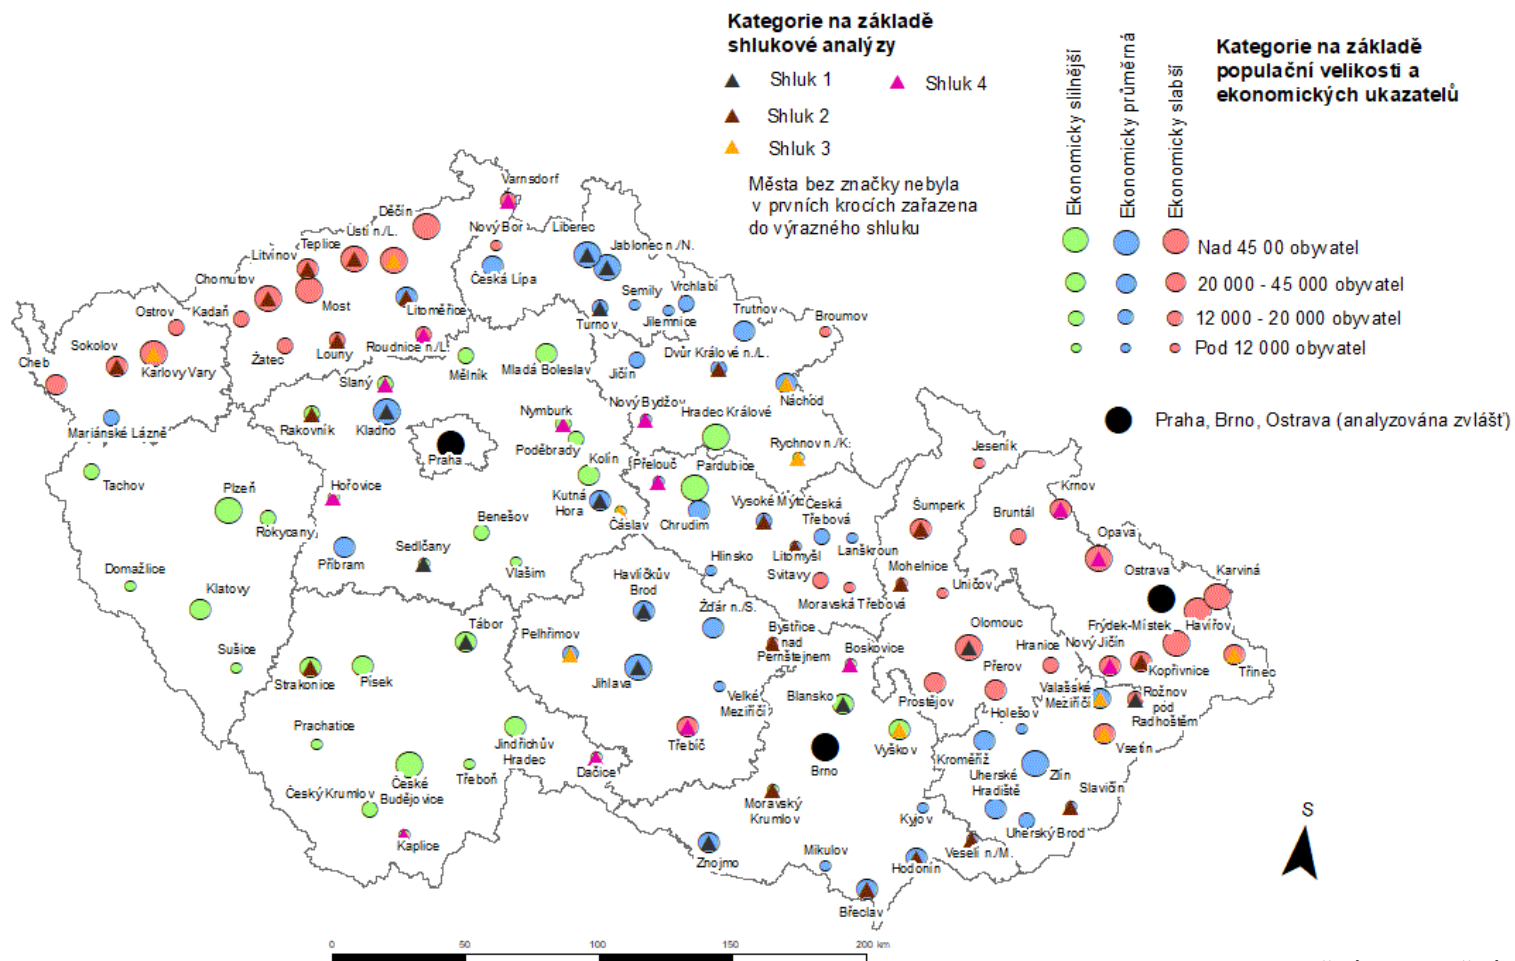 Kategorie na základě
shlukové analýzy
Shluk 1
Shluk 4
Shluk 2
Shluk 3
Města bez značky nebyla
v prvních krocích zařazena
do výrazného shluku
Ekonomicky slilnější
Ekonomicky průměrná
Ekonomicky slabší
Kategorie na základě
populační velikosti a
ekonomických ukazatelů
Nad 45 00 obyvatel
20 000 - 45 000 obyvatel
12 000 - 20 000 obyvatel
Pod 12 000 obyvatel
Praha, Brno, Ostrava (analyzována zvlášť)
Varnsdorf
Děčín
Ústí n./L.
Nový Bor
Liberec
Teplice
Litvínov
Jablonec n./N.
Chomutov
Česká Lípa
Most
Litoměřice
Semily
Vrchlabí
Ostrov
Kadaň
Turnov
Jilemnice
Trutnov
Broumov
Sokolov
Žatec
Louny
Roudnice n./L.
Cheb
Karlovy Vary
Mělník
Mladá Boleslav
Jičín
Dvůr Králové n./L.
Slaný
Náchod
Mariánské Lázně
Rakovník
Kladno
Nymburk
Nový Bydžov
Hradec Králové
Praha
Poděbrady
Rychnov n./K.
Jeseník
Kolín
Přelouč
Pardubice
Tachov
Plzeň
Hořovice
Kutná
Hora
Vysoké Mýto
Česká
Třebová
Šumperk
Krnov
Bruntál
Rokycany
Benešov
Čáslav
Chrudim
Opava
Příbram
Sedlčany
Litomyšl
Lanškroun
Hlinsko
Mohelnice
Ostrava
Karviná
Domažlice
Klatovy
Vlašim
Havlíčkův
Brod
Svitavy
Uničov
Moravská Třebová
Žďár n./S.
Tábor
Pelhřimov
Bystřice
nad
Pernštejnem
Boskovice
Olomouc
Hranice
Frýdek-Místek
Havířov
Nový Jičín
Sušice
Strakonice
Písek
Jihlava
Velké
Meziříčí
Blansko
Přerov
Kopřivnice
Třinec
Prostějov
Valašské
Meziříčí
Rožnov
pod
Radhoštěm
Prachatice
Holešov
Jindřichův
Hradec
Třebíč
Vyškov
Vsetín
Kroměříž
České
Budějovice
Třeboň
Dačice
Brno
Uherské
Hradiště
Zlín
Slavičín
Český Krumlov
Moravský
Krumlov
Kyjov
Uherský Brod
Kaplice
Znojmo
Mikulov
Hodonín
Veselí n./M.
Břeclav
S
0 50 100 150 200 km